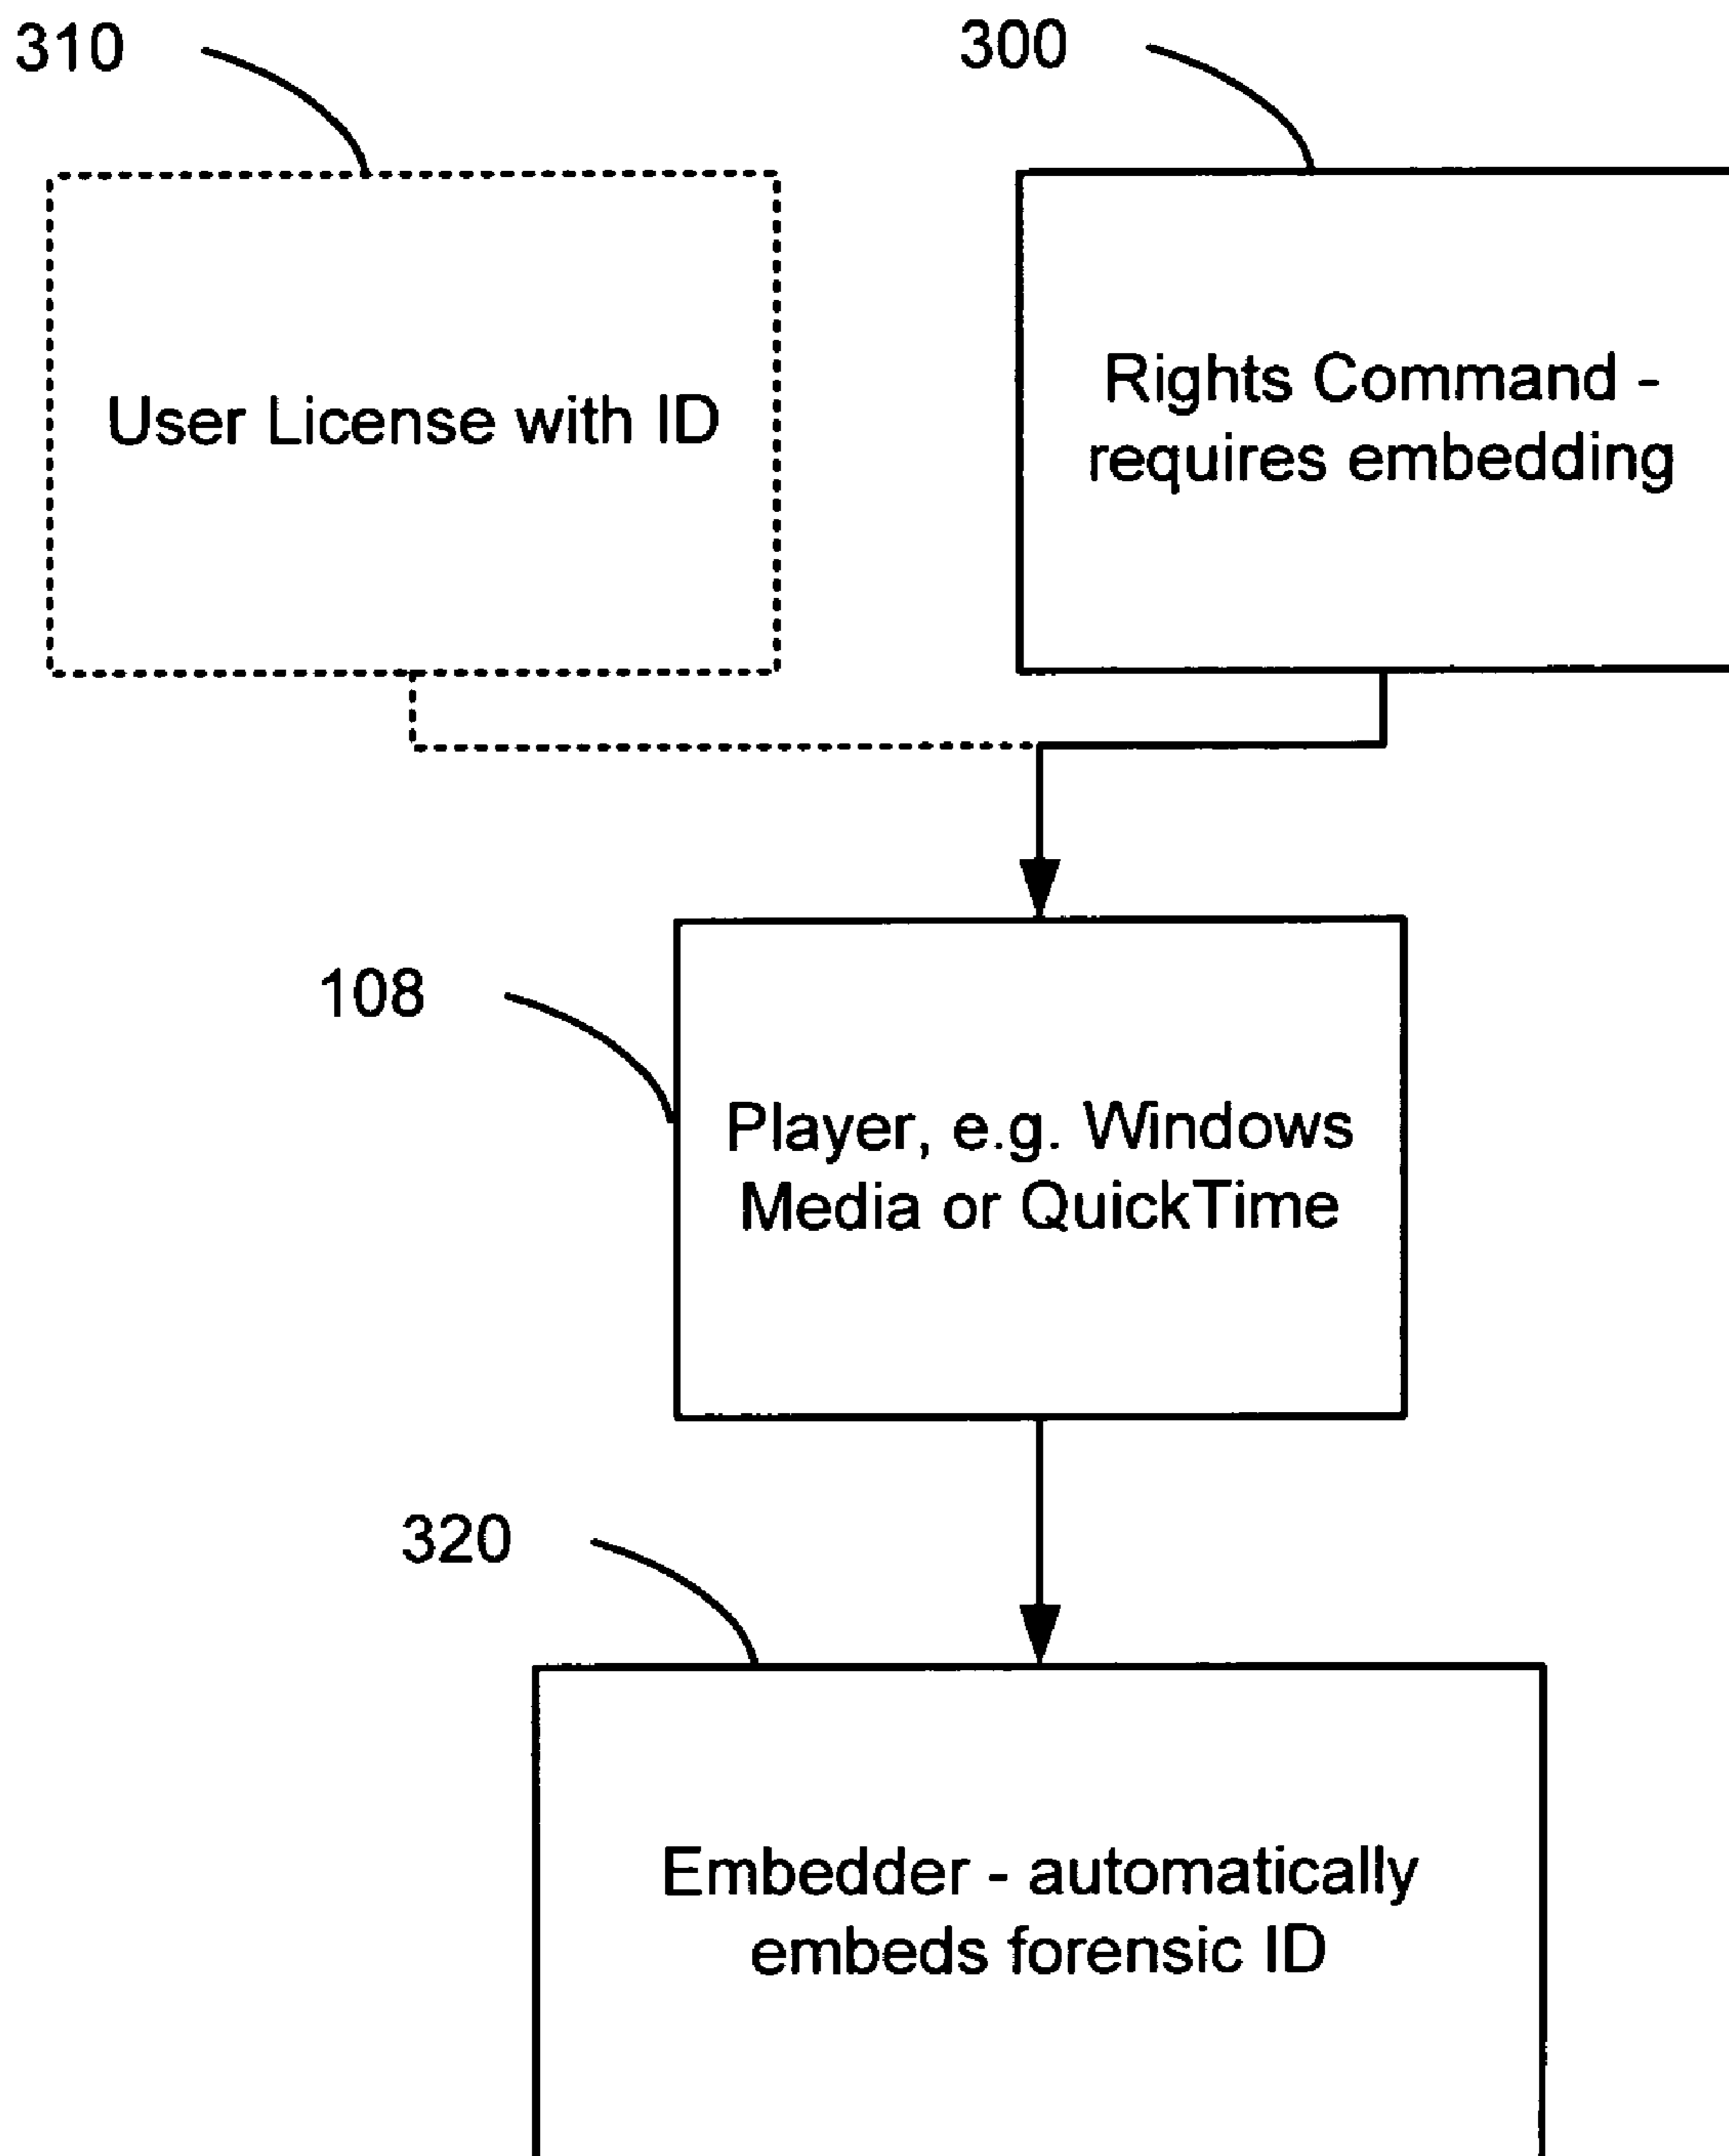 310
300
User License with ID
Rights Command -
requires embedding
108
Player, e.g. Windows
Media or QuickTime
320
Embedder - automatically
embeds forensic ID